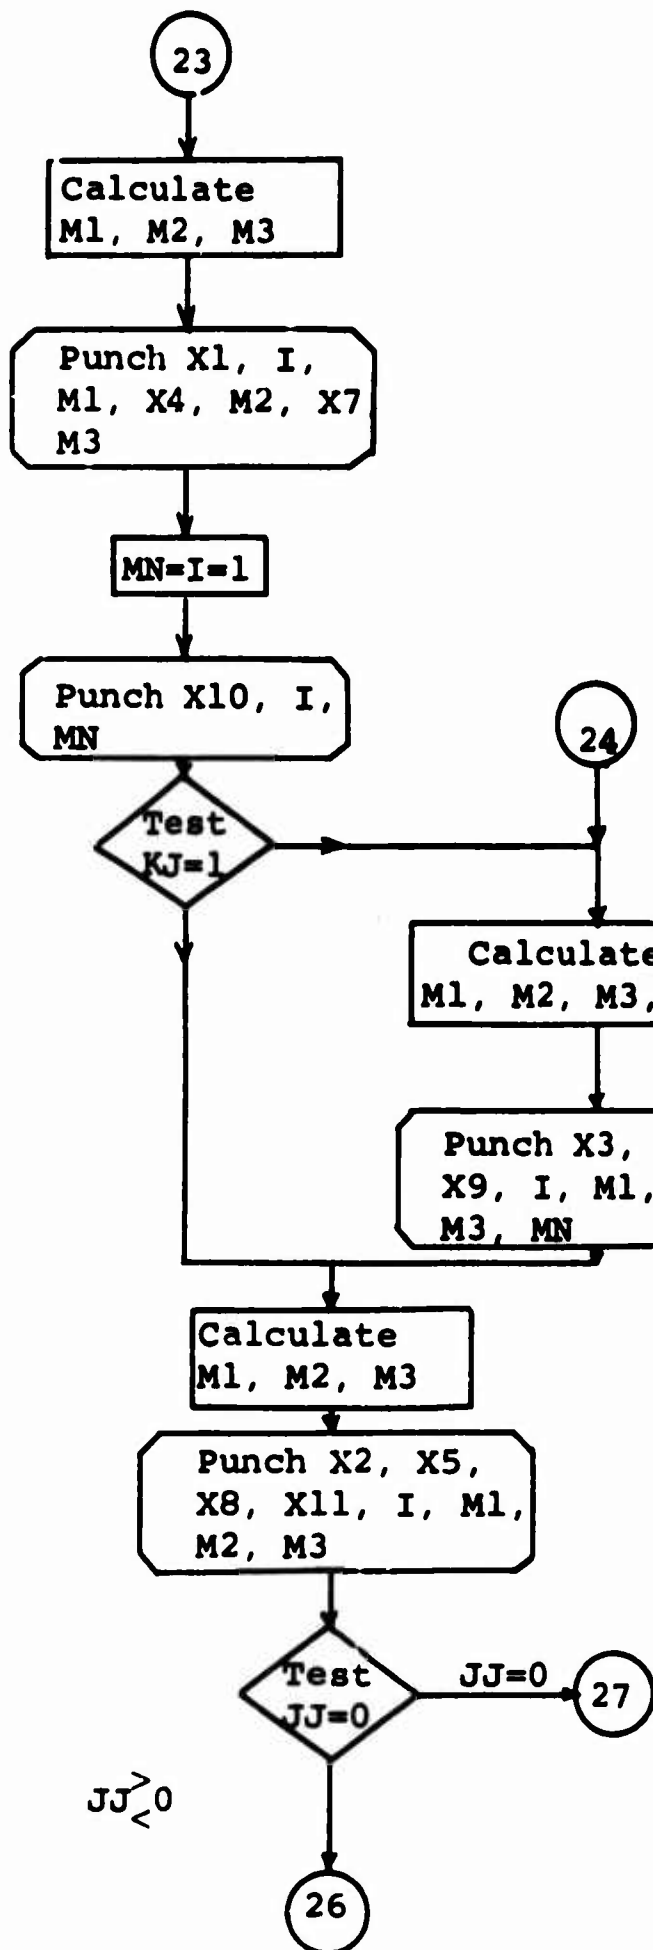 23
Calculate
M1, M2, M3
Punch X1, I,
M1, X4, M2, X7
M3
MN=I=1
Punch X10, I,
MN
24
Test
KJ=1
Calculate
M1, M2, M3,
Punch X3,
X9, I, M1,
M3, MN
Calculate
M1, M2, M3
Punch X2, X5,
X8, X11, I, M1,
M2, M3
Test
JJ=0
JJ=0
27
JJ><0
26